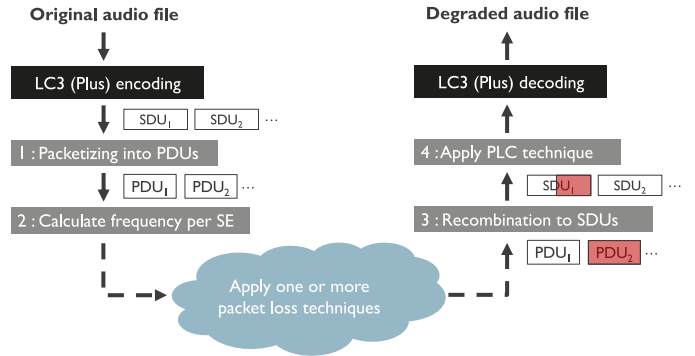 Original audio file
LC3 (Plus) encoding
SDU₁ SDU₂ ...
1 : Packetizing into PDUs
PDU₁ PDU₂ ...
2 : Calculate frequency per SE
Apply one or more
packet loss techniques
Degraded audio file
LC3 (Plus) decoding
4 : Apply PLC technique
SDU₁ SDU₂ ...
3 : Recombination to SDUs
PDU₁ PDU₂ ...